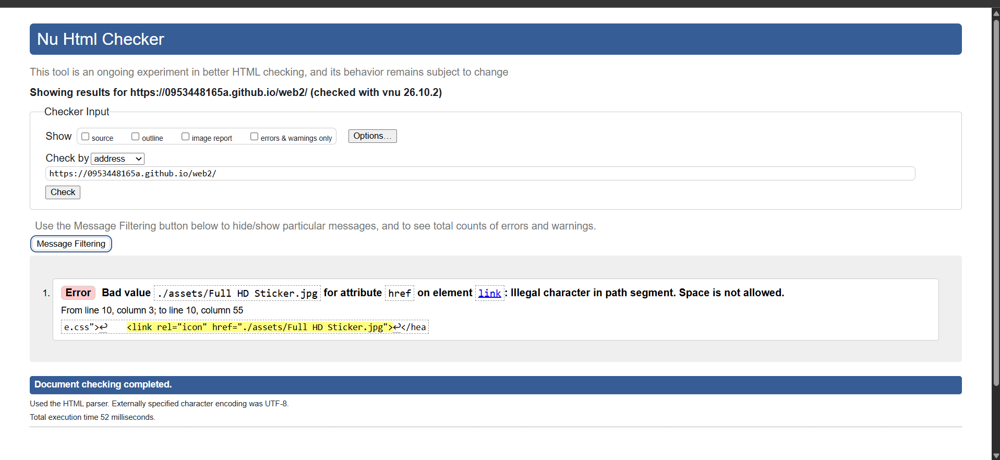 Nu Html Checker
This tool is an ongoing experiment in better HTML checking, and its behavior remains subject to change
Showing results for https://0953448165a.github.io/web2/ (checked with vnu 26.10.2)
Checker Input
Show source outline image report errors & warnings only Options...
Check by address
https://0953448165a.github.io/web2/
Check
Use the Message Filtering button below to hide/show particular messages, and to see total counts of errors and warnings.
Message Filtering
1. Error Bad value ./assets/Full HD Sticker.jpg for attribute href on element link: Illegal character in path segment. Space is not allowed.
From line 10, column 3; to line 10, column 55
e.css">↩ <link rel="icon" href="./assets/Full HD Sticker.jpg">↩</hea
Document checking completed.
Used the HTML parser. Externally specified character encoding was UTF-8.
Total execution time 52 milliseconds.